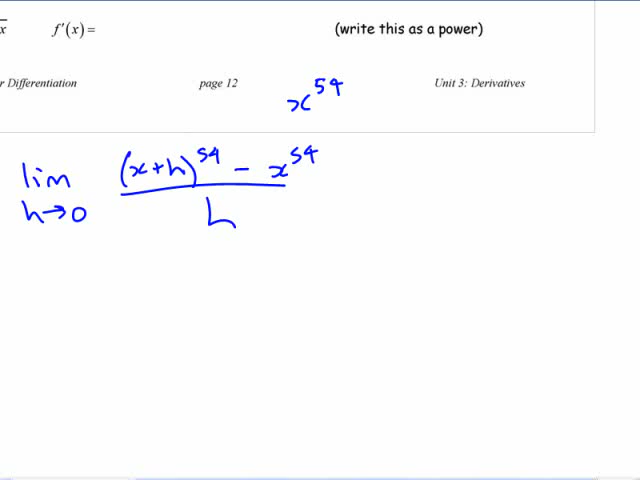 x f′(x) = (write this as a power)
r Differentiation page 12 Unit 3: Derivatives
x^54
lim (x+h)^54 − x^54
h→0 h